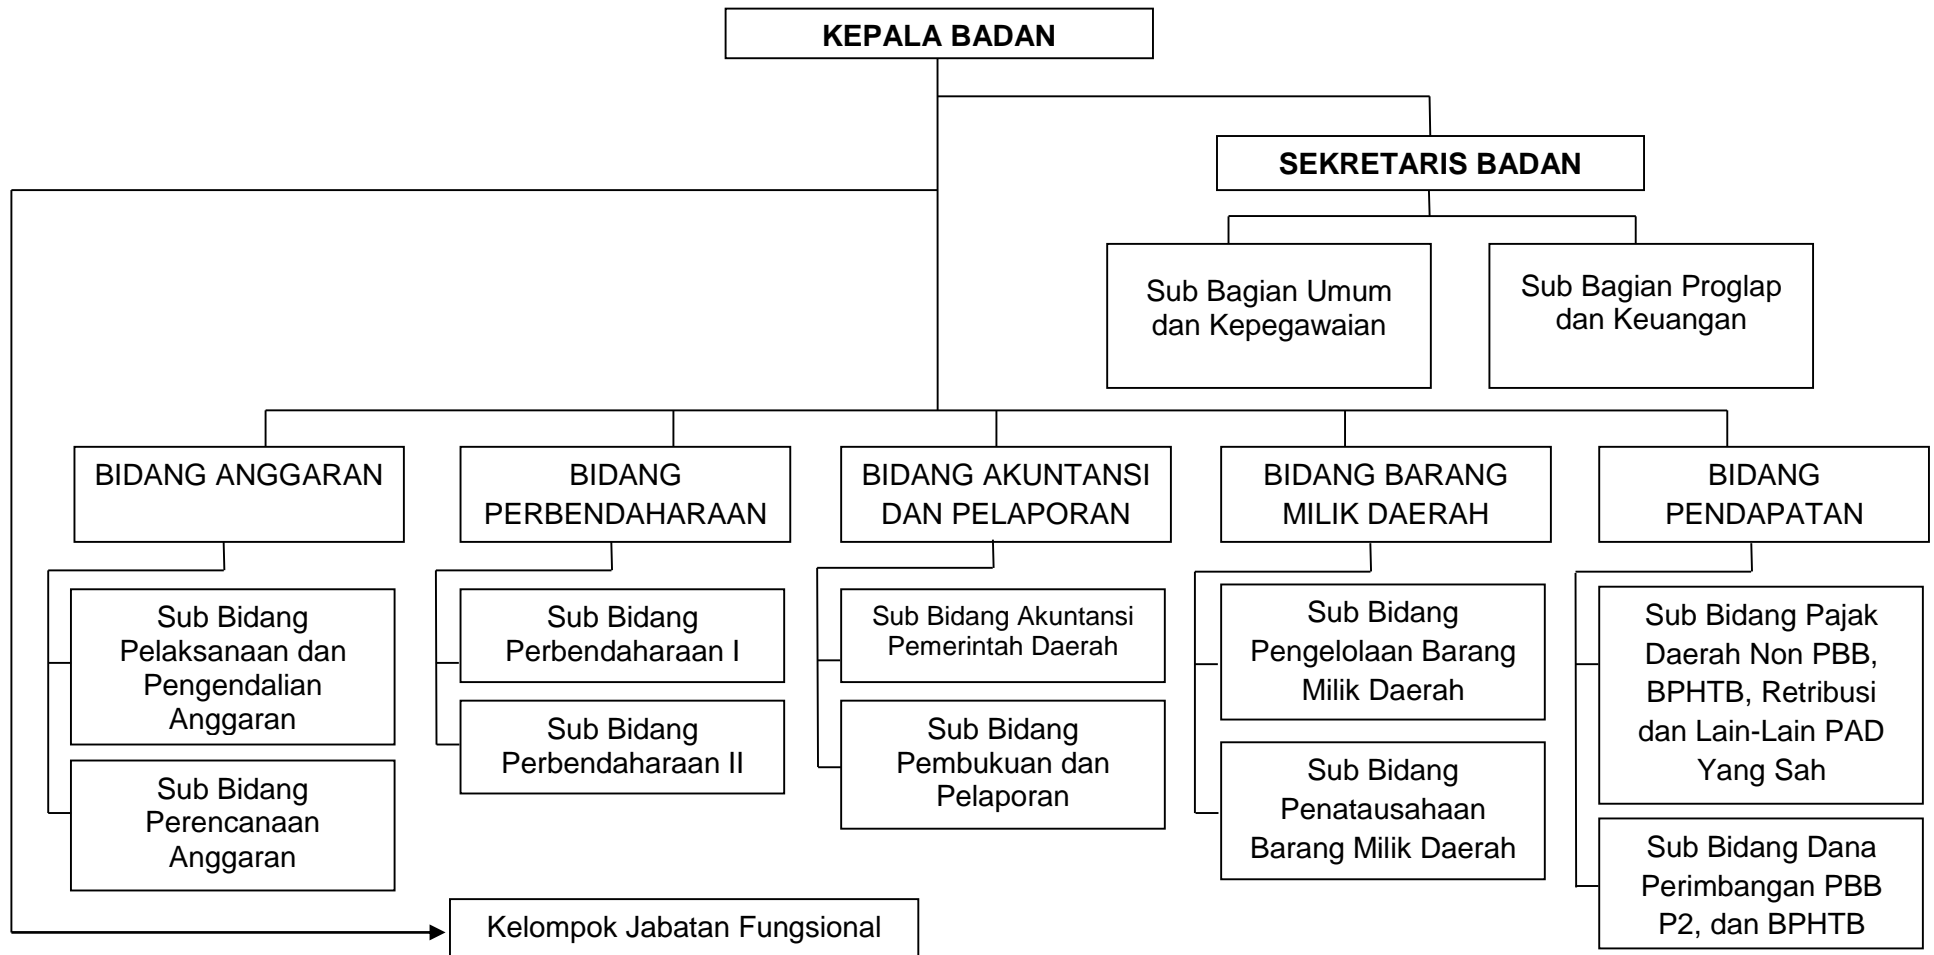 KEPALA BADAN
SEKRETARIS BADAN
Sub Bagian Umum
dan Kepegawaian
Sub Bagian Proglap
dan Keuangan
BIDANG ANGGARAN
BIDANG
PERBENDAHARAAN
BIDANG AKUNTANSI
DAN PELAPORAN
BIDANG BARANG
MILIK DAERAH
BIDANG
PENDAPATAN
Sub Bidang
Pelaksanaan dan
Pengendalian
Anggaran
Sub Bidang
Perencanaan
Anggaran
Sub Bidang
Perbendaharaan I
Sub Bidang
Perbendaharaan II
Sub Bidang Akuntansi
Pemerintah Daerah
Sub Bidang
Pembukuan dan
Pelaporan
Sub Bidang
Pengelolaan Barang
Milik Daerah
Sub Bidang
Penatausahaan
Barang Milik Daerah
Sub Bidang Pajak
Daerah Non PBB,
BPHTB, Retribusi
dan Lain-Lain PAD
Yang Sah
Sub Bidang Dana
Perimbangan PBB
P2, dan BPHTB
Kelompok Jabatan Fungsional